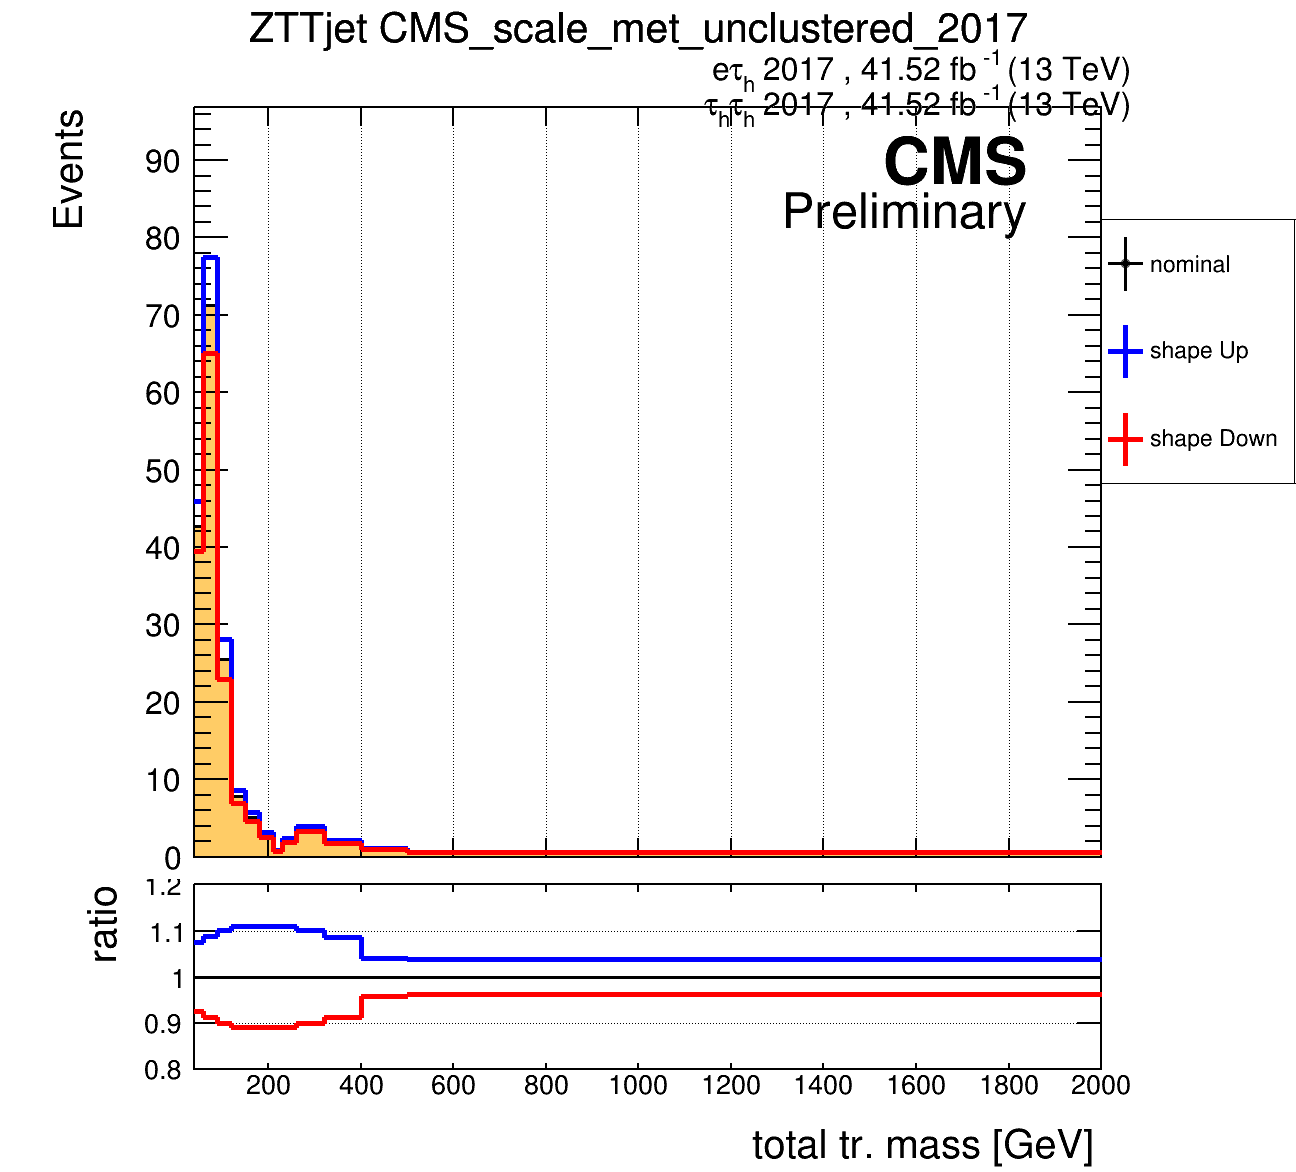 ZTTjet CMS_scale_met_unclustered_2017
eτh 2017 , 41.52 fb -1 (13 TeV)
τhτh 2017 , 41.52 fb -1 (13 TeV)
CMS
Preliminary
Events
90
80
70
60
50
40
30
20
10
0
nominal
shape Up
shape Down
ratio
1.2
1.1
1
0.9
0.8
200 400 600 800 1000 1200 1400 1600 1800 2000
total tr. mass [GeV]